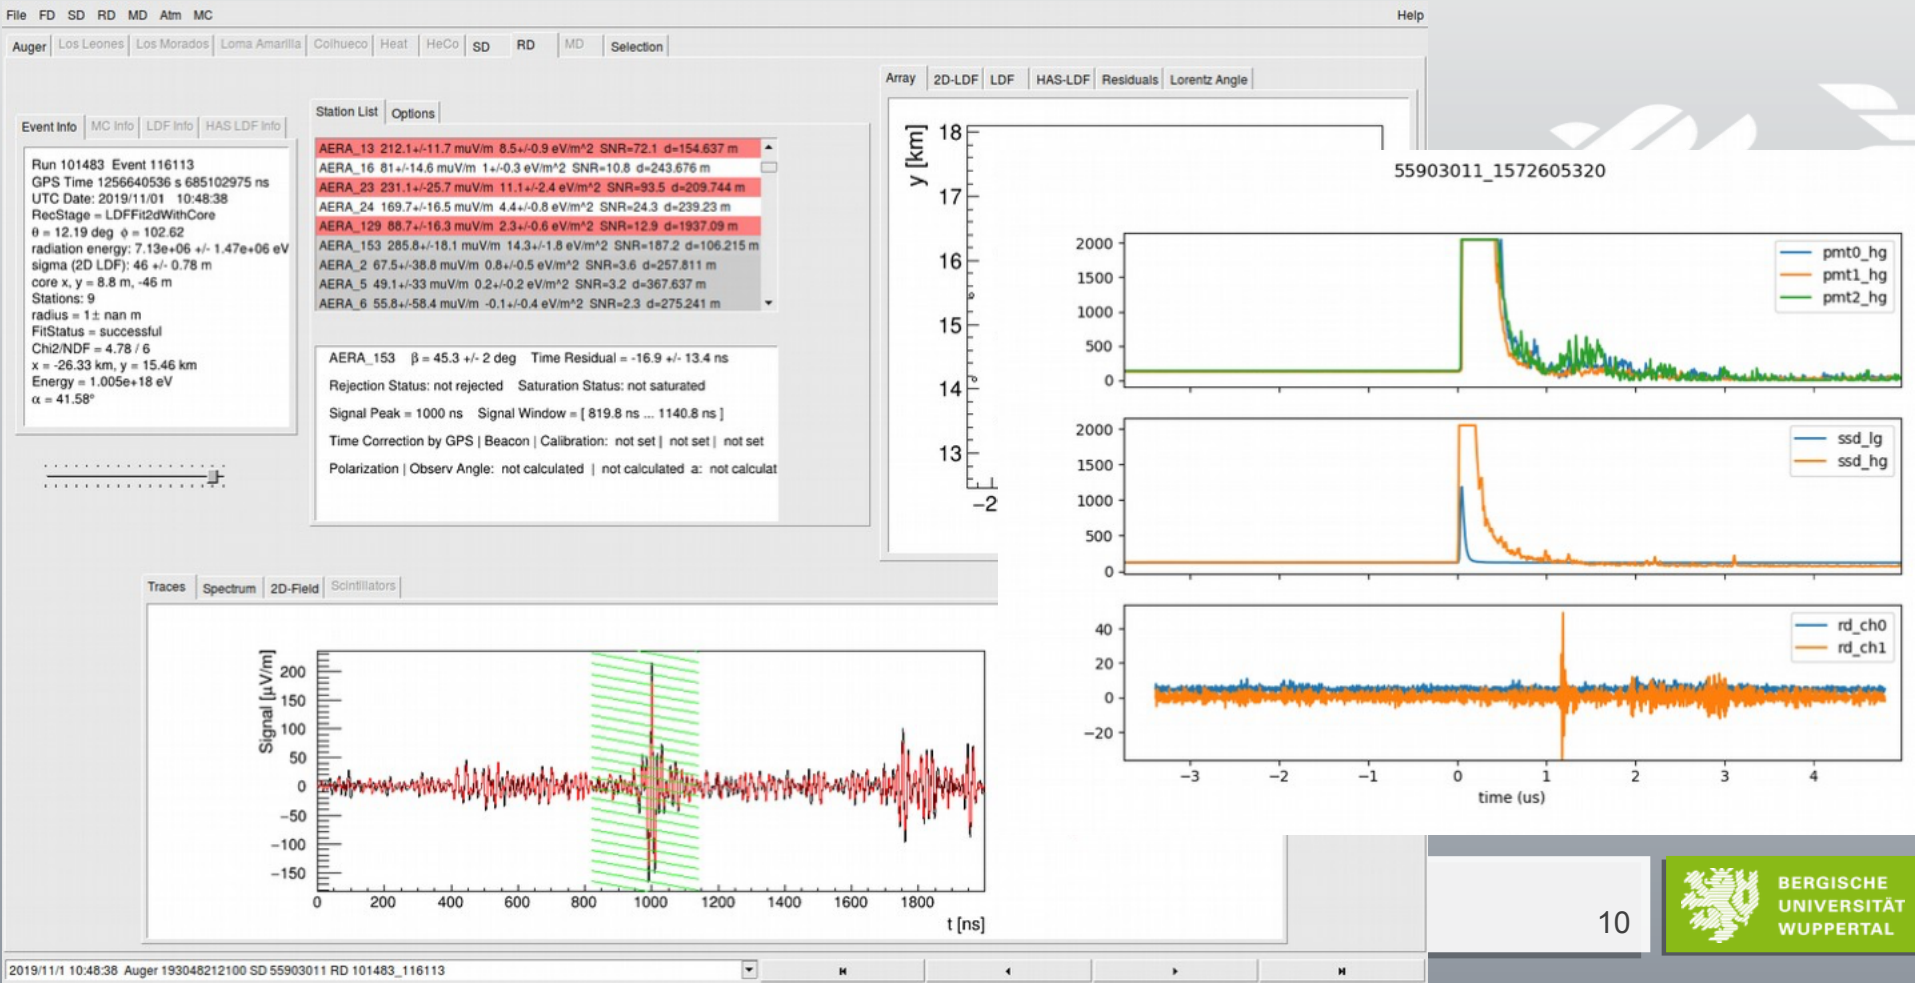 File FD SD RD MD Atm MC Help
Auger Los Leones Los Morados Loma Amarilla Coihueco Heat HeCo SD RD MD Selection
Event Info MC Info LDF Info HAS LDF Info
Run 101483 Event 116113
GPS Time 1256640536 s 685102975 ns
UTC Date: 2019/11/01 10:48:38
RecStage = LDFFit2dWithCore
θ = 12.19 deg ϕ = 102.62
radiation energy: 7.13e+06 +/- 1.47e+06 eV
sigma (2D LDF): 46 +/- 0.78 m
core x, y = 8.8 m, -46 m
Stations: 9
radius = 1± nan m
FitStatus = successful
Chi2/NDF = 4.78 / 6
x = -26.33 km, y = 15.46 km
Energy = 1.005e+18 eV
α = 41.58°
Station List Options
AERA_13 212.1+/-11.7 muV/m 8.5+/-0.9 eV/m^2 SNR=72.1 d=154.637 m
AERA_16 81+/-14.6 muV/m 1+/-0.3 eV/m^2 SNR=10.8 d=243.676 m
AERA_23 231.1+/-25.7 muV/m 11.1+/-2.4 eV/m^2 SNR=93.5 d=209.744 m
AERA_24 169.7+/-16.5 muV/m 4.4+/-0.8 eV/m^2 SNR=24.3 d=239.23 m
AERA_129 88.7+/-16.3 muV/m 2.3+/-0.6 eV/m^2 SNR=12.9 d=1937.09 m
AERA_153 285.8+/-18.1 muV/m 14.3+/-1.8 eV/m^2 SNR=187.2 d=106.215 m
AERA_2 67.5+/-38.8 muV/m 0.8+/-0.5 eV/m^2 SNR=3.6 d=257.811 m
AERA_5 49.1+/-33 muV/m 0.2+/-0.2 eV/m^2 SNR=3.2 d=367.637 m
AERA_6 55.8+/-58.4 muV/m -0.1+/-0.4 eV/m^2 SNR=2.3 d=275.241 m
AERA_153 β = 45.3 +/- 2 deg Time Residual = -16.9 +/- 13.4 ns
Rejection Status: not rejected Saturation Status: not saturated
Signal Peak = 1000 ns Signal Window = [ 819.8 ns ... 1140.8 ns ]
Time Correction by GPS | Beacon | Calibration: not set | not set | not set
Polarization | Observ Angle: not calculated | not calculated a: not calculat
Array 2D-LDF LDF HAS-LDF Residuals Lorentz Angle
y [km]
18
17
16
15
14
13
−2
55903011_1572605320
2000
1500
1000
500
0
pmt0_hg
pmt1_hg
pmt2_hg
2000
1500
1000
500
0
ssd_lg
ssd_hg
40
20
0
−20
rd_ch0
rd_ch1
−3 −2 −1 0 1 2 3 4
time (us)
Traces Spectrum 2D-Field Scintillators
Signal [μV/m]
200
150
100
50
0
−50
−100
−150
0 200 400 600 800 1000 1200 1400 1600 1800
t [ns]
2019/11/1 10:48:38 Auger 193048212100 SD 55903011 RD 101483_116113
10
BERGISCHE
UNIVERSITÄT
WUPPERTAL